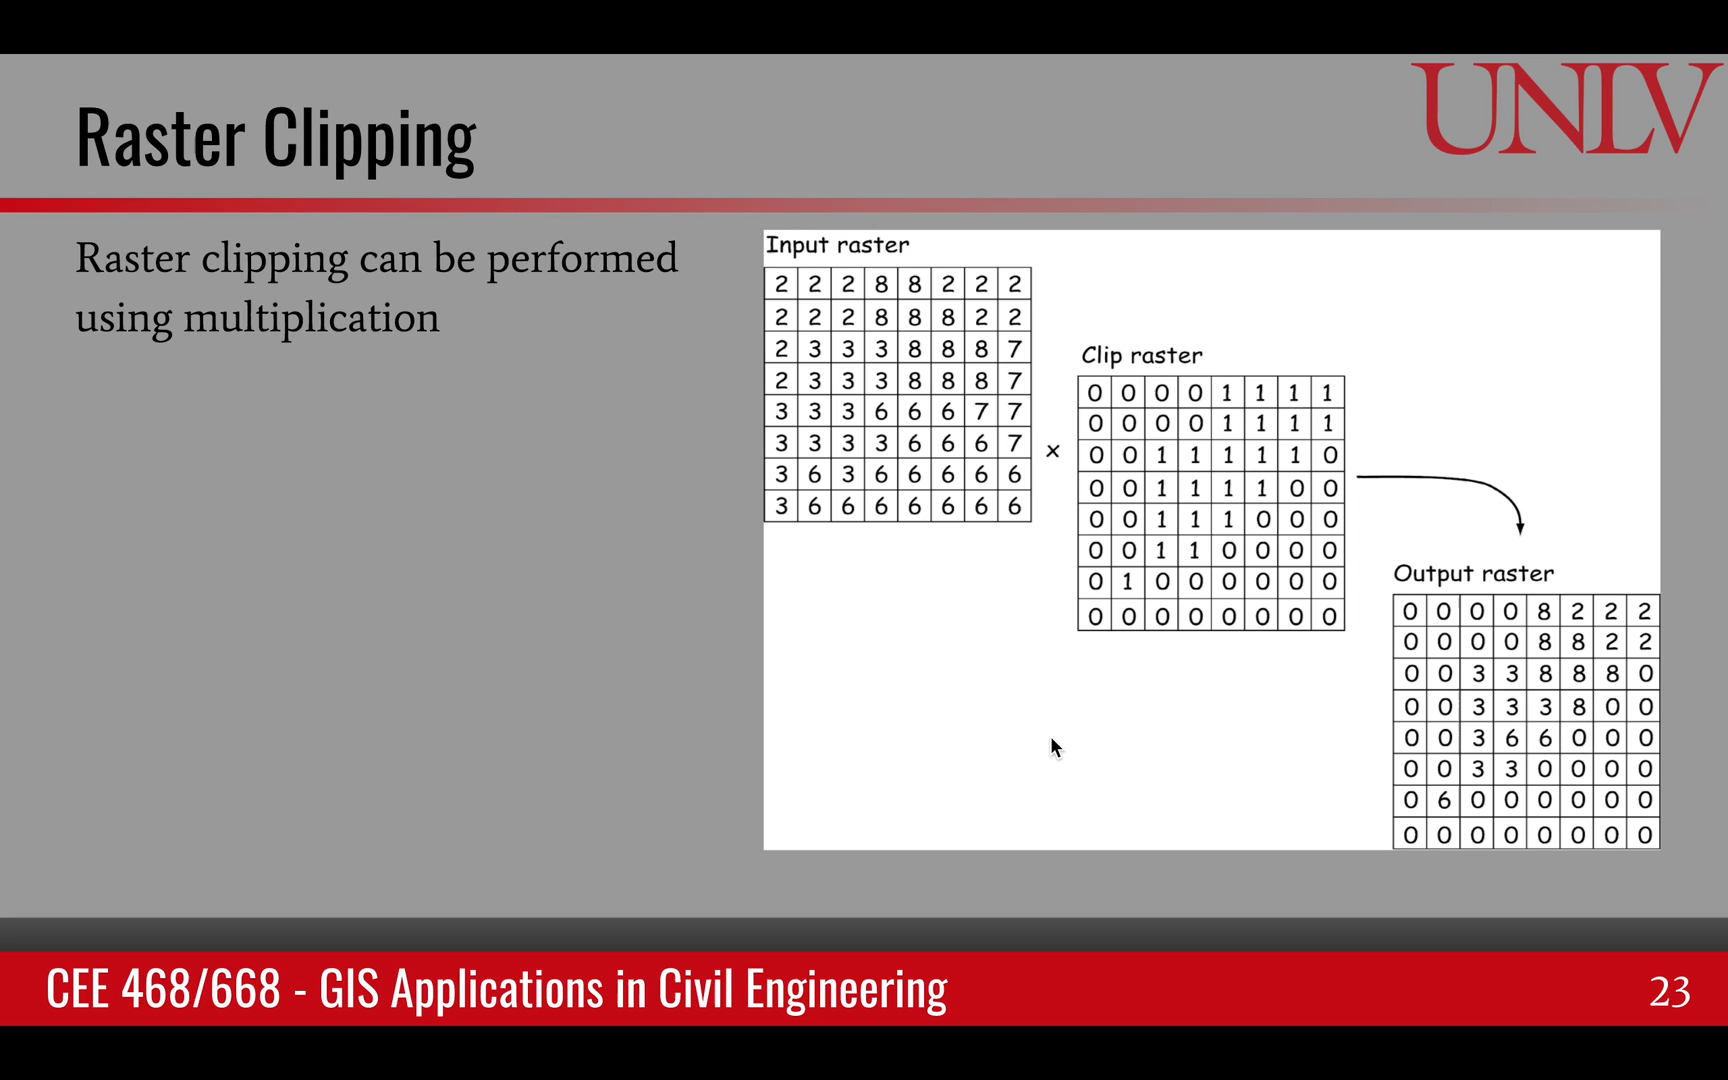 UNLV
Raster Clipping
Raster clipping can be performed
using multiplication
Input raster
2 2 2 8 8 2 2 2
2 2 2 8 8 8 2 2
2 3 3 3 8 8 8 7
2 3 3 3 8 8 8 7
3 3 3 6 6 6 7 7
3 3 3 3 6 6 6 7
3 6 3 6 6 6 6 6
3 6 6 6 6 6 6 6
×
Clip raster
0 0 0 0 1 1 1 1
0 0 0 0 1 1 1 1
0 0 1 1 1 1 1 0
0 0 1 1 1 1 0 0
0 0 1 1 1 0 0 0
0 0 1 1 0 0 0 0
0 1 0 0 0 0 0 0
0 0 0 0 0 0 0 0
Output raster
0 0 0 0 8 2 2 2
0 0 0 0 8 8 2 2
0 0 3 3 8 8 8 0
0 0 3 3 3 8 0 0
0 0 3 6 6 0 0 0
0 0 3 3 0 0 0 0
0 6 0 0 0 0 0 0
0 0 0 0 0 0 0 0
CEE 468/668 - GIS Applications in Civil Engineering
23